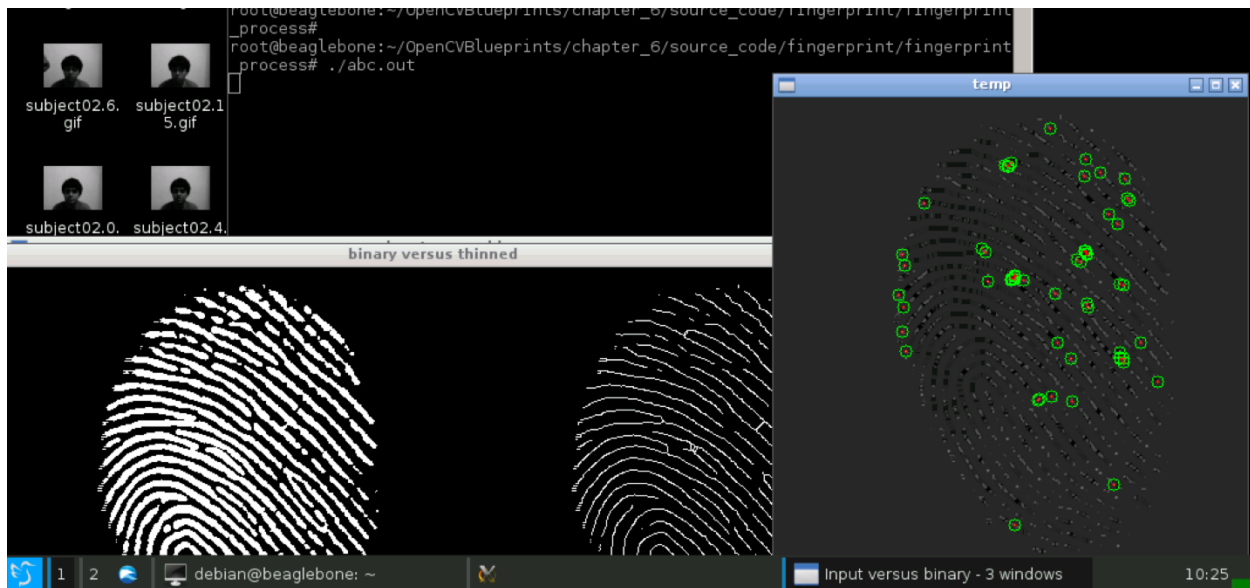 root@beaglebone:~/OpenCVBlueprints/chapter_6/source_code/fingerprint/fingerprint
_process#
root@beaglebone:~/OpenCVBlueprints/chapter_6/source_code/fingerprint/fingerprint
_process# ./abc.out
subject02.6.
gif
subject02.1
5.gif
subject02.0.
subject02.4.
temp
binary versus thinned
1
2
debian@beaglebone: ~
Input versus binary - 3 windows
10:25